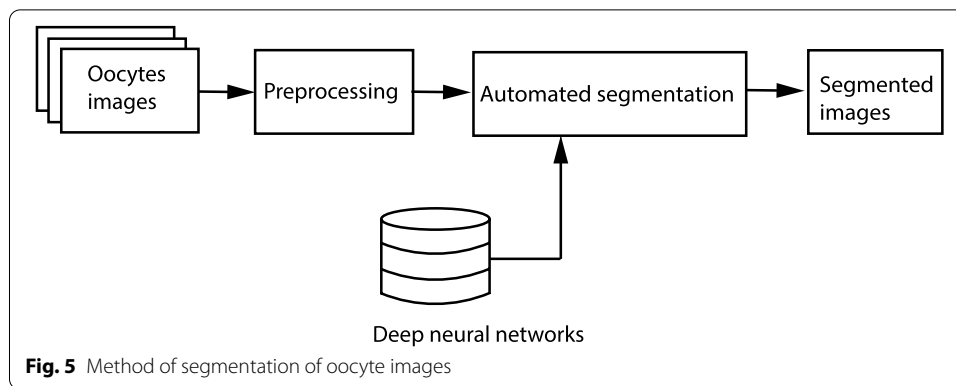 Oocytes
images
Preprocessing
Automated segmentation
Segmented
images
Deep neural networks
Fig. 5 Method of segmentation of oocyte images